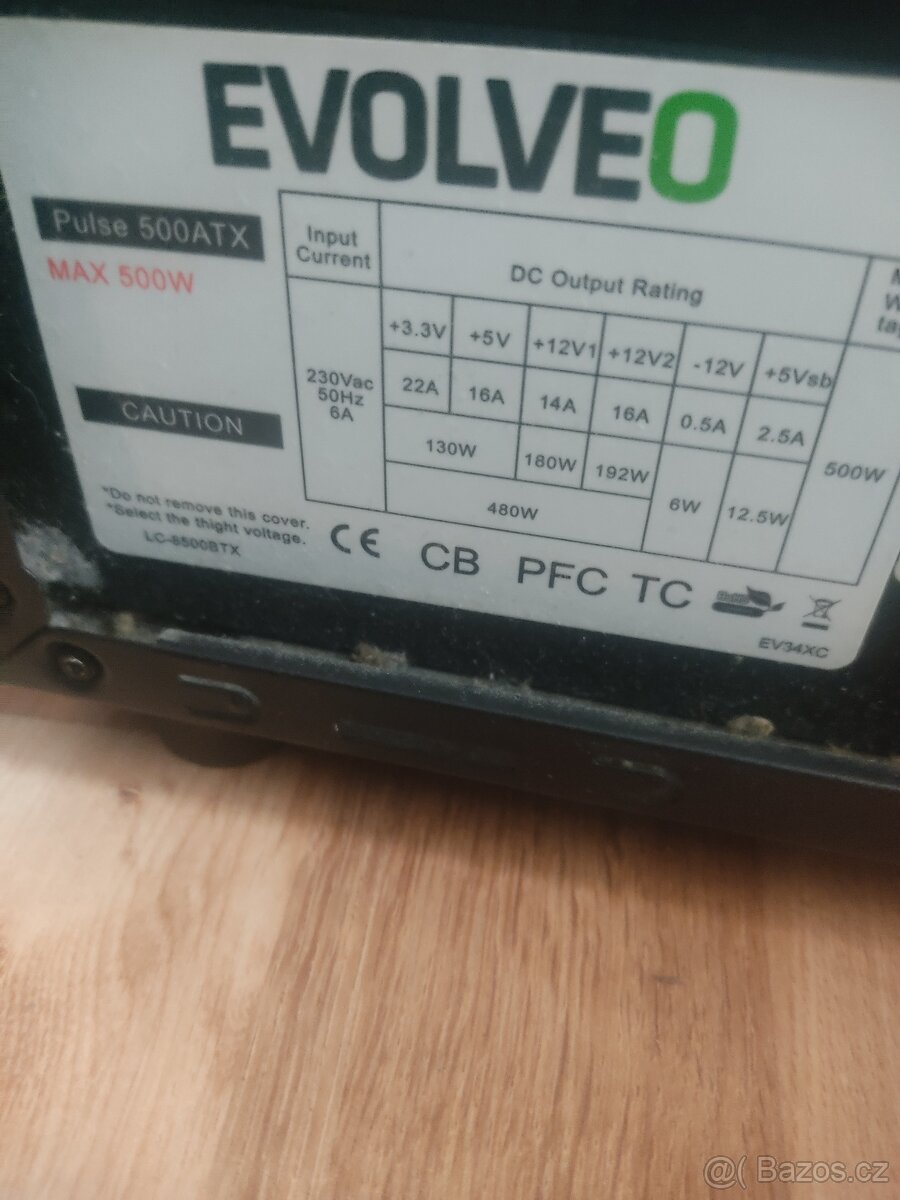 EVOLVEO
Pulse 500ATX
MAX 500W
CAUTION
*Do not remove this cover.
*Select the thight voltage.
LC-8500BTX
Input
Current
DC Output Rating
+3.3V +5V +12V1 +12V2 -12V +5Vsb
230Vac
50Hz
6A
22A 16A 14A 16A 0.5A 2.5A
130W 180W 192W 6W 12.5W 500W
480W
CE CB PFC TC RoHS
EV34XC
@( Bazos.cz